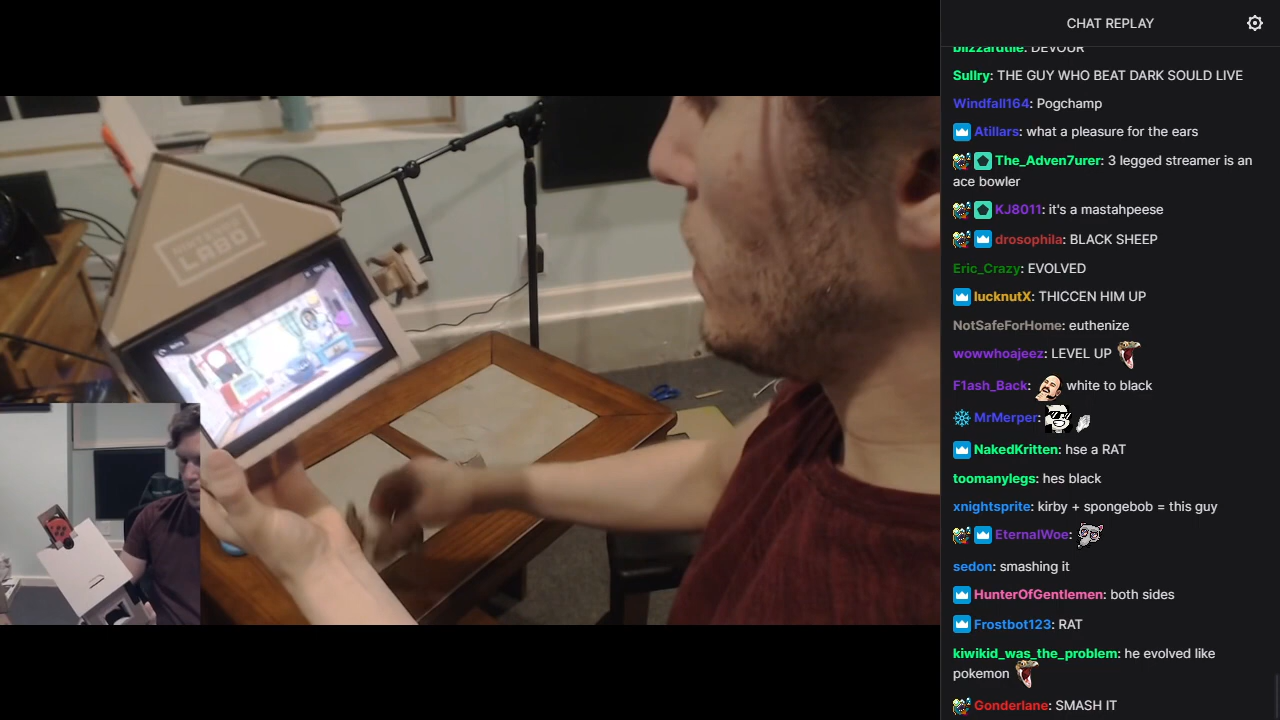 CHAT REPLAY
blizzardtile: DEVOUR
Sullry: THE GUY WHO BEAT DARK SOULD LIVE
Windfall164: Pogchamp
Atillars: what a pleasure for the ears
The_Adven7urer: 3 legged streamer is an
ace bowler
KJ8011: it's a mastahpeese
drosophila: BLACK SHEEP
Eric_Crazy: EVOLVED
lucknutX: THICCEN HIM UP
NotSafeForHome: euthenize
wowwhoajeez: LEVEL UP
F1ash_Back: white to black
MrMerper:
NakedKritten: hse a RAT
toomanylegs: hes black
xnightsprite: kirby + spongebob = this guy
EternalWoe:
sedon: smashing it
HunterOfGentlemen: both sides
Frostbot123: RAT
kiwikid_was_the_problem: he evolved like
pokemon
Gonderlane: SMASH IT
LABO